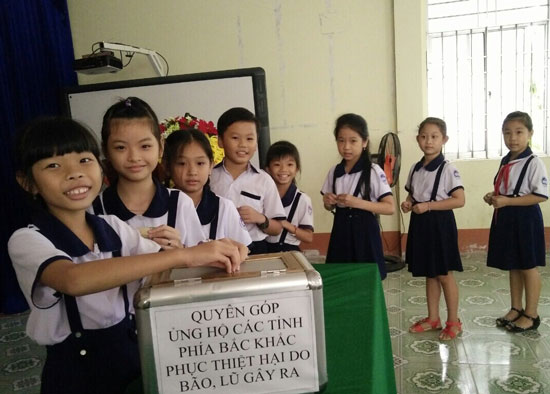 QUYÊN GÓP
ỦNG HỘ CÁC TỈNH
PHÍA BẮC KHẮC
PHỤC THIỆT HẠI DO
BÃO, LŨ GÂY RA